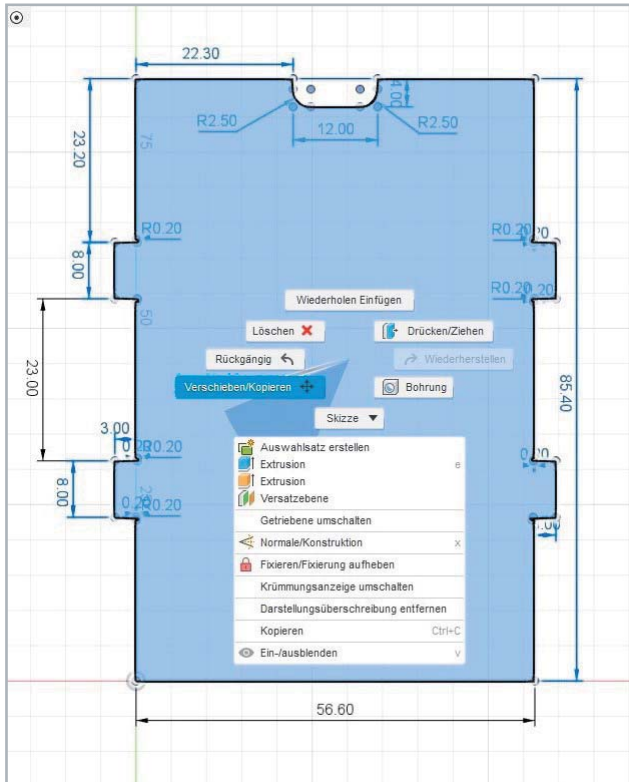 22.30
4.00
R2.50
R2.50
12.00
23.20
75
R0.20
R0.20
8.00
R0.20
50
Wiederholen Einfügen
Löschen
Drücken/Ziehen
Rückgängig
Wiederherstellen
Verschieben/Kopieren
Bohrung
Skizze
23.00
85.40
3.00
R0.20
8.00
0.20
Auswahlsatz erstellen
Extrusion e
Extrusion
Versatzebene
Getriebene umschalten
Normale/Konstruktion x
Fixieren/Fixierung aufheben
Krümmungsanzeige umschalten
Darstellungsüberschreibung entfernen
Kopieren Ctrl+C
Ein-/ausblenden v
56.60